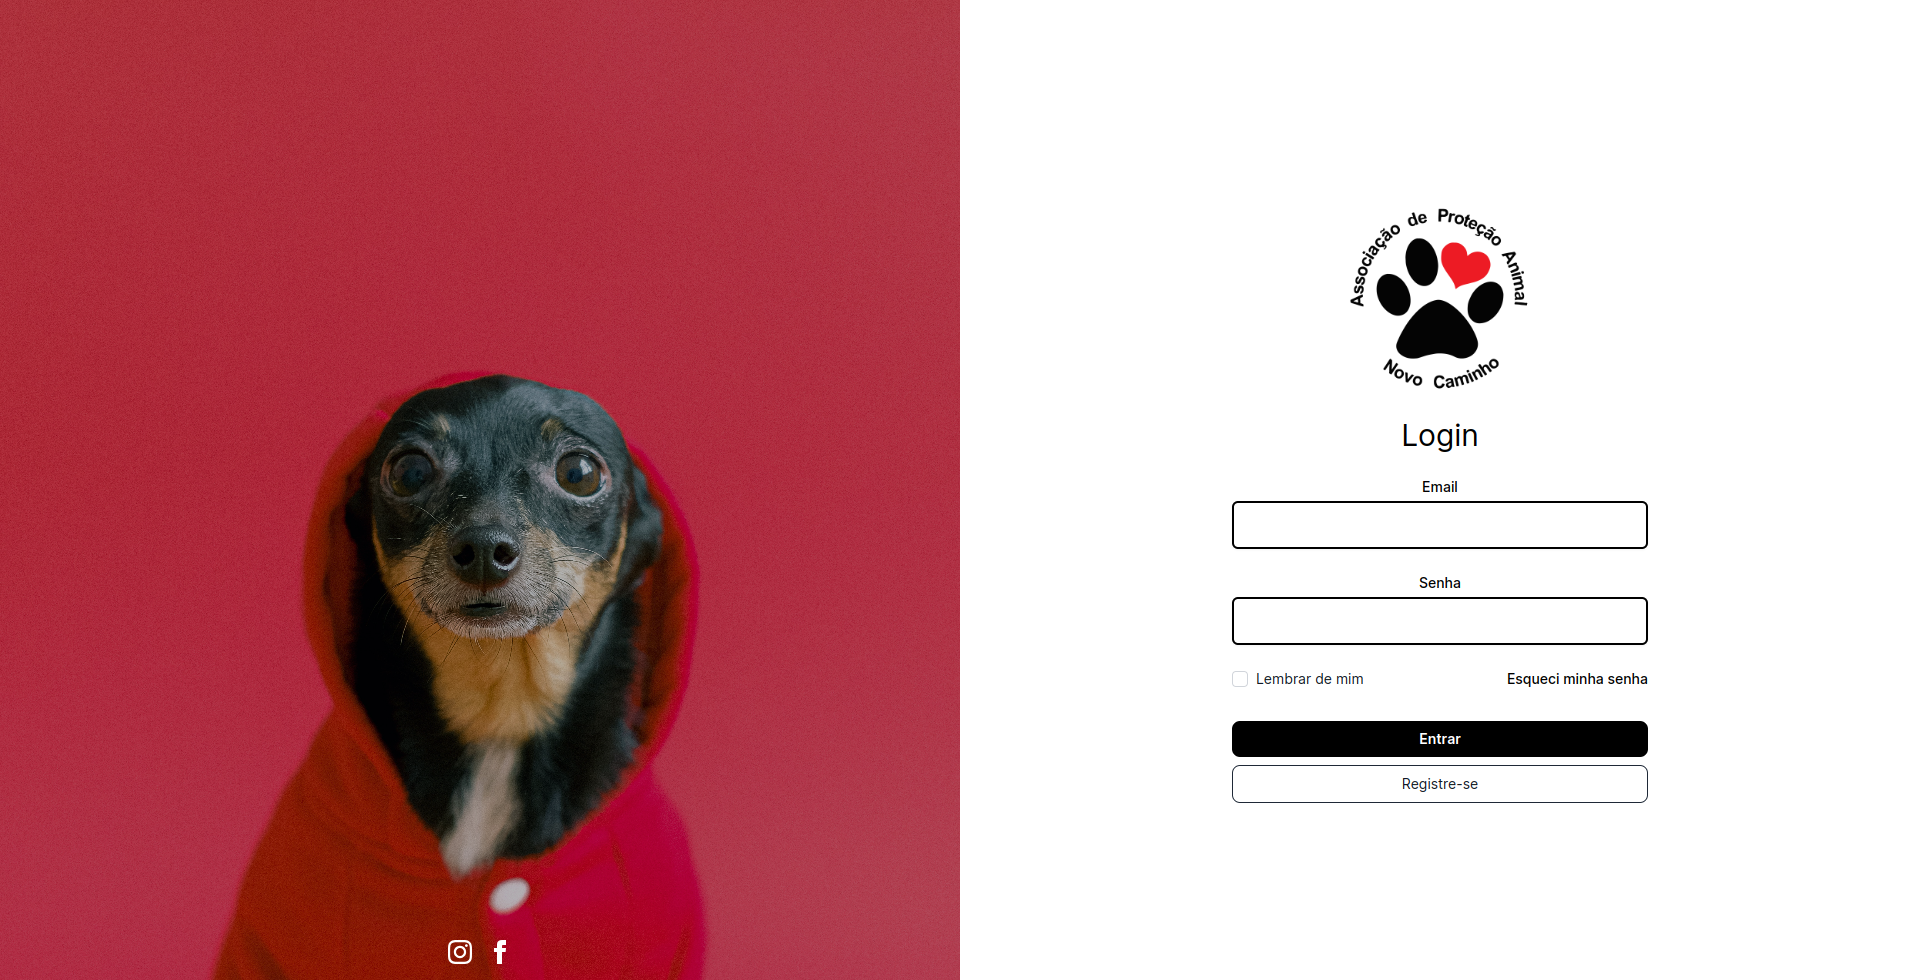 Associação de Proteção Animal
Novo Caminho
Login
Email
Senha
Lembrar de mim
Esqueci minha senha
Entrar
Registre-se